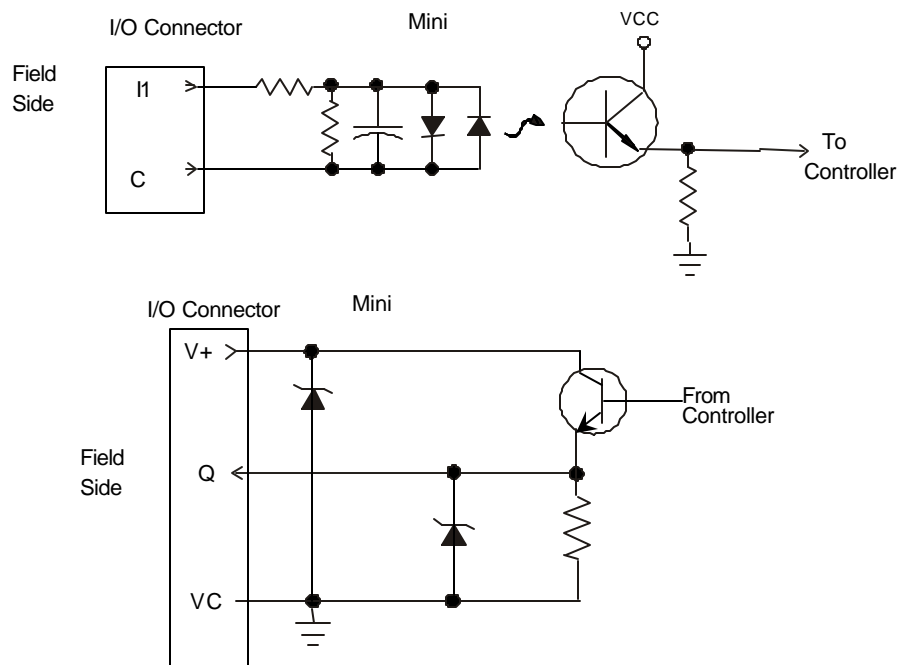 I/O Connector
Mini
VCC
Field
Side
I1
C
To
Controller
I/O Connector
Mini
V+
From
Controller
Field
Side
Q
VC